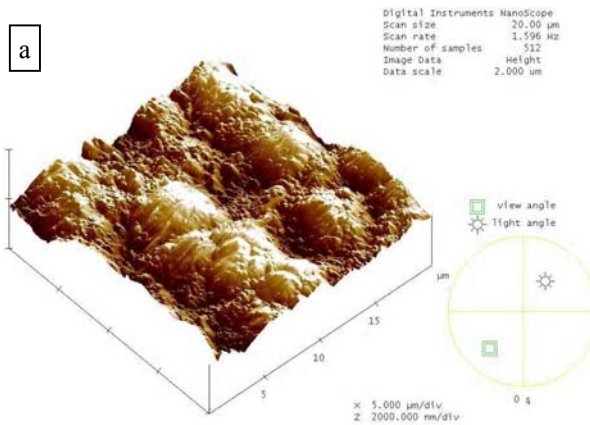 a
Digital Instruments NanoScope
Scan size 20.00 µm
Scan rate 1.596 Hz
Number of samples 512
Image Data Height
Data scale 2.000 um
view angle
light angle
µm
15
10
5
X 5.000 µm/div
Z 2000.000 nm/div